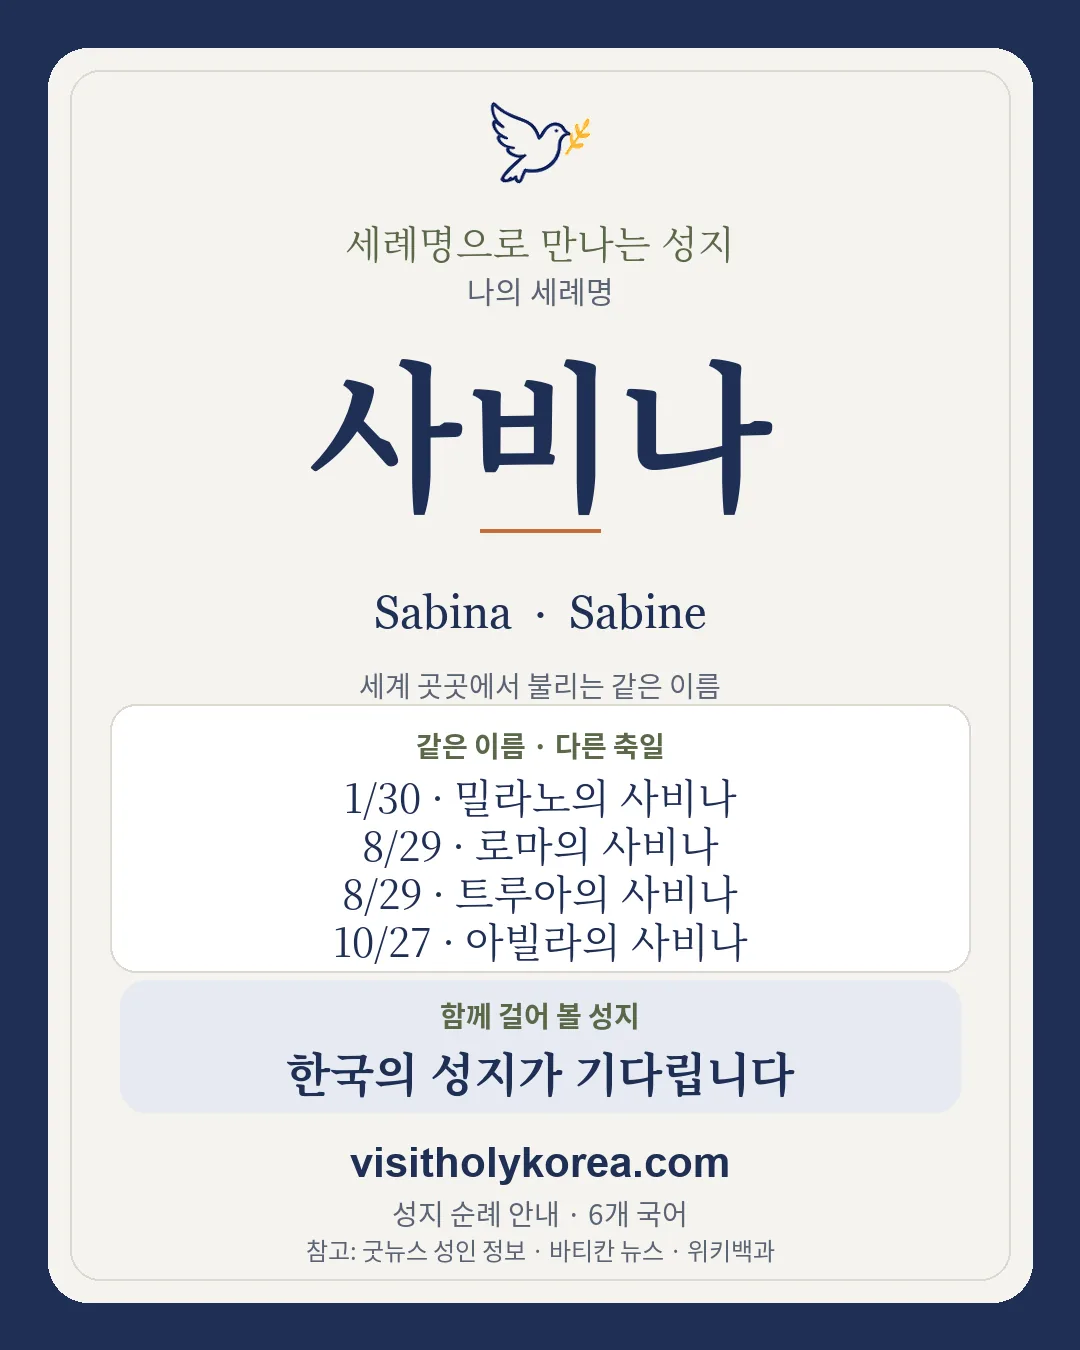 세례명으로 만나는 성지
나의 세례명
사비나
Sabina · Sabine
세계 곳곳에서 불리는 같은 이름
같은 이름 · 다른 축일
1/30 · 밀라노의 사비나
8/29 · 로마의 사비나
8/29 · 트루아의 사비나
10/27 · 아빌라의 사비나
함께 걸어 볼 성지
한국의 성지가 기다립니다
visitholykorea.com
성지 순례 안내 · 6개 국어
참고: 굿뉴스 성인 정보 · 바티칸 뉴스 · 위키백과